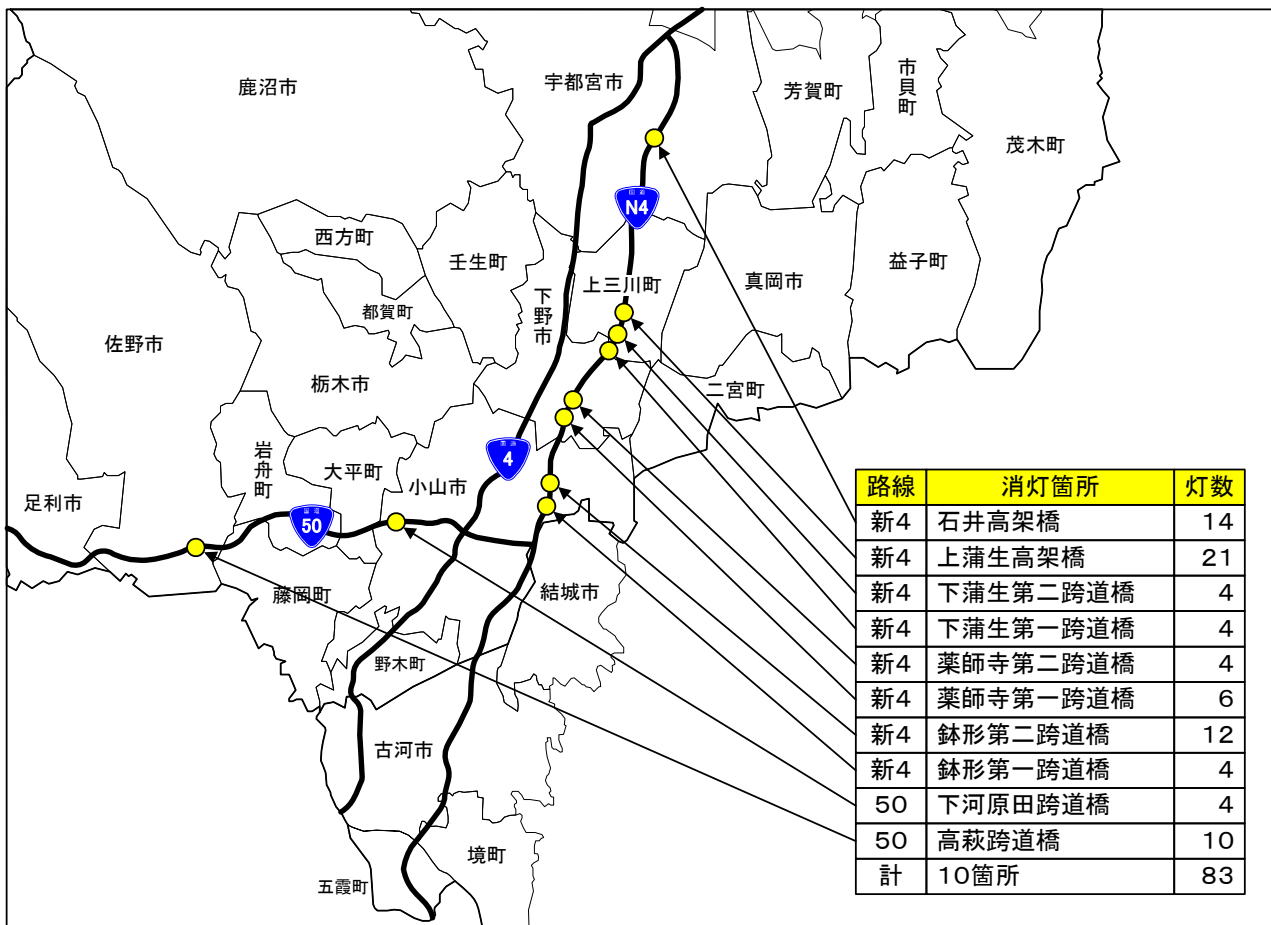 鹿沼市
宇都宮市
芳賀町
市貝町
茂木町
国道
N4
西方町
壬生町
都賀町
下野市
上三川町
真岡市
益子町
佐野市
栃木市
二宮町
岩舟町
大平町
小山市
国道
4
足利市
国道
50
藤岡町
結城市
野木町
古河市
境町
五霞町
路線 消灯箇所 灯数
新4 石井高架橋 14
新4 上蒲生高架橋 21
新4 下蒲生第二跨道橋 4
新4 下蒲生第一跨道橋 4
新4 薬師寺第二跨道橋 4
新4 薬師寺第一跨道橋 6
新4 鉢形第二跨道橋 12
新4 鉢形第一跨道橋 4
50 下河原田跨道橋 4
50 高萩跨道橋 10
計 10箇所 83